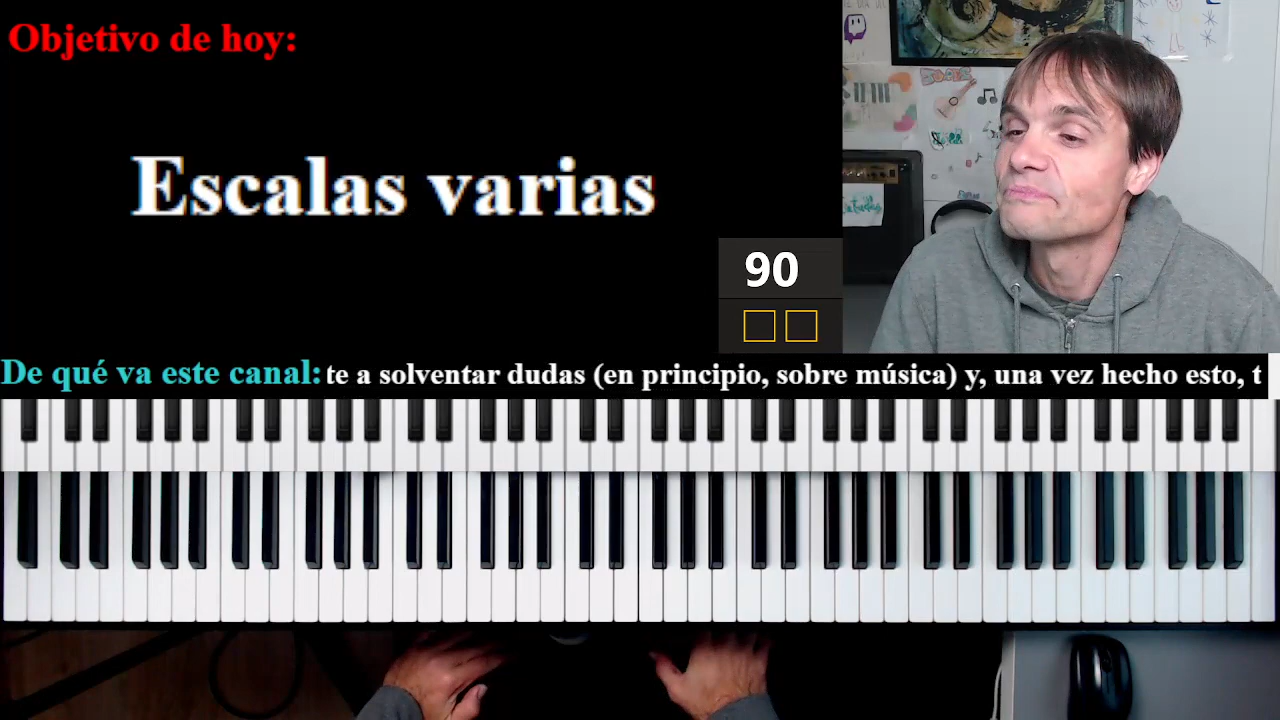 Objetivo de hoy:
Escalas varias
90
De qué va este canal: te a solventar dudas (en principio, sobre música) y, una vez hecho esto, t